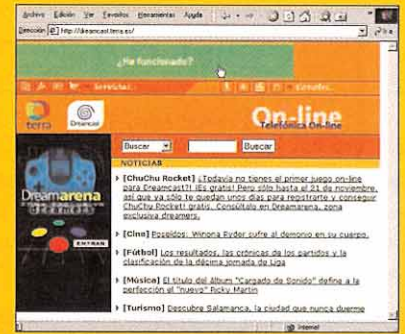 Archivo Edición Ver Favoritos Herramientas Ayuda
Dirección http://dreamcast.terra.es/
¿Ha funcionado?
terra
Dreamcast
On-line
Telefónica On-line
Buscar
Buscar
NOTICIAS
[ChuChu Rocket] ¿Todavía no tienes el primer juego on-line
para Dreamcast?! ¡Es gratis! Pero sólo hasta el 21 de noviembre,
así que ya sólo te quedan unos días para registrarte y conseguir
ChuChu Rocket! gratis. Consúltalo en Dreamarena, zona
exclusiva dreamers.
[Cine] Poseídos: Winona Ryder sufre al demonio en su cuerpo.
[Fútbol] Los resultados, las crónicas de los partidos y la
clasificación de la décima jornada de Liga
[Música] El título del álbum "Cargado de Sonido" define a la
perfección el "nuevo" Ricky Martin
[Turismo] Descubre Salamanca, la ciudad que nunca duerme
Dreamarena
dreamers
ENTRAR
Internet